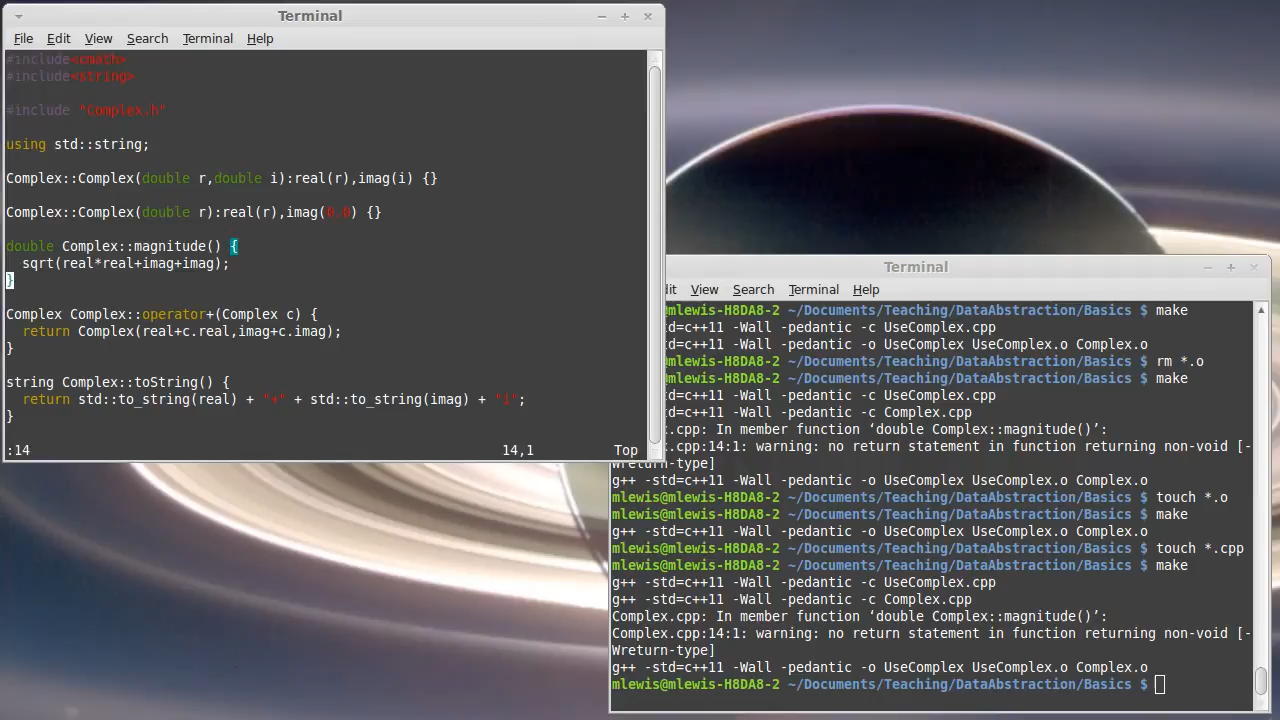 Terminal
File Edit View Search Terminal Help
#include<cmath>
#include<string>
#include "Complex.h"
using std::string;
Complex::Complex(double r,double i):real(r),imag(i) {}
Complex::Complex(double r):real(r),imag(0.0) {}
double Complex::magnitude() {
sqrt(real*real+imag+imag);
}
Complex Complex::operator+(Complex c) {
return Complex(real+c.real,imag+c.imag);
}
string Complex::toString() {
return std::to_string(real) + "+" + std::to_string(imag) + "i";
}
:14 14,1 Top
Terminal
dit View Search Terminal Help
@mlewis-H8DA8-2 ~/Documents/Teaching/DataAbstraction/Basics $ make
td=c++11 -Wall -pedantic -c UseComplex.cpp
td=c++11 -Wall -pedantic -o UseComplex UseComplex.o Complex.o
@mlewis-H8DA8-2 ~/Documents/Teaching/DataAbstraction/Basics $ rm *.o
@mlewis-H8DA8-2 ~/Documents/Teaching/DataAbstraction/Basics $ make
td=c++11 -Wall -pedantic -c UseComplex.cpp
td=c++11 -Wall -pedantic -c Complex.cpp
x.cpp: In member function ‘double Complex::magnitude()’:
x.cpp:14:1: warning: no return statement in function returning non-void [-
Wreturn-type]
g++ -std=c++11 -Wall -pedantic -o UseComplex UseComplex.o Complex.o
mlewis@mlewis-H8DA8-2 ~/Documents/Teaching/DataAbstraction/Basics $ touch *.o
mlewis@mlewis-H8DA8-2 ~/Documents/Teaching/DataAbstraction/Basics $ make
g++ -std=c++11 -Wall -pedantic -o UseComplex UseComplex.o Complex.o
mlewis@mlewis-H8DA8-2 ~/Documents/Teaching/DataAbstraction/Basics $ touch *.cpp
mlewis@mlewis-H8DA8-2 ~/Documents/Teaching/DataAbstraction/Basics $ make
g++ -std=c++11 -Wall -pedantic -c UseComplex.cpp
g++ -std=c++11 -Wall -pedantic -c Complex.cpp
Complex.cpp: In member function ‘double Complex::magnitude()’:
Complex.cpp:14:1: warning: no return statement in function returning non-void [-
Wreturn-type]
g++ -std=c++11 -Wall -pedantic -o UseComplex UseComplex.o Complex.o
mlewis@mlewis-H8DA8-2 ~/Documents/Teaching/DataAbstraction/Basics $